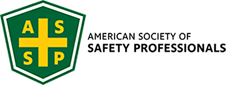 A S
S P
AMERICAN SOCIETY OF
SAFETY PROFESSIONALS